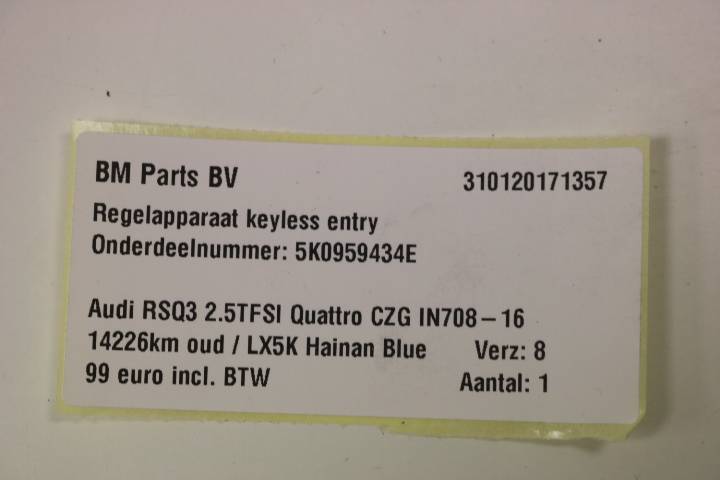 BM Parts BV 310120171357
Regelapparaat keyless entry
Onderdeelnummer: 5K0959434E
Audi RSQ3 2.5TFSI Quattro CZG IN708-16
14226km oud / LX5K Hainan Blue Verz: 8
99 euro incl. BTW Aantal: 1